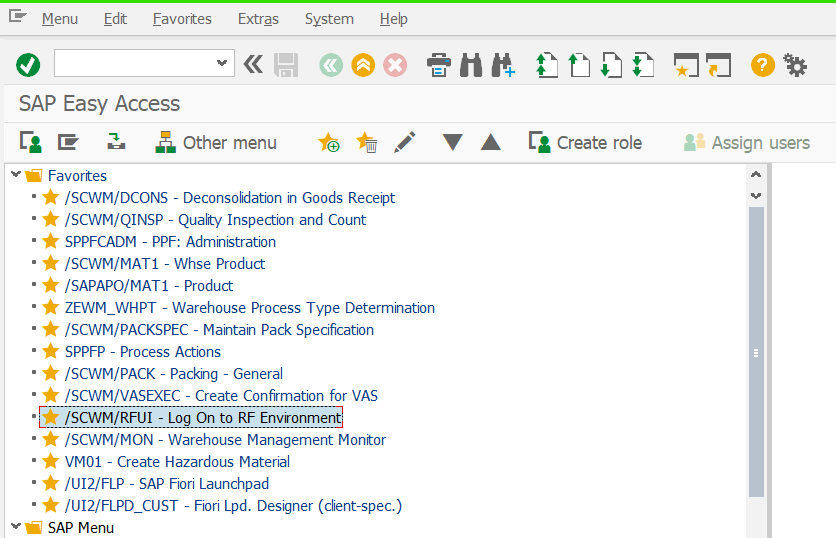 Menu Edit Favorites Extras System Help
SAP Easy Access
Other menu Create role Assign users
Favorites
/SCWM/DCONS - Deconsolidation in Goods Receipt
/SCWM/QINSP - Quality Inspection and Count
SPPFCADM - PPF: Administration
/SCWM/MAT1 - Whse Product
/SAPAPO/MAT1 - Product
ZEWM_WHPT - Warehouse Process Type Determination
/SCWM/PACKSPEC - Maintain Pack Specification
SPPFP - Process Actions
/SCWM/PACK - Packing - General
/SCWM/VASEXEC - Create Confirmation for VAS
/SCWM/RFUI - Log On to RF Environment
/SCWM/MON - Warehouse Management Monitor
VM01 - Create Hazardous Material
/UI2/FLP - SAP Fiori Launchpad
/UI2/FLPD_CUST - Fiori Lpd. Designer (client-spec.)
SAP Menu